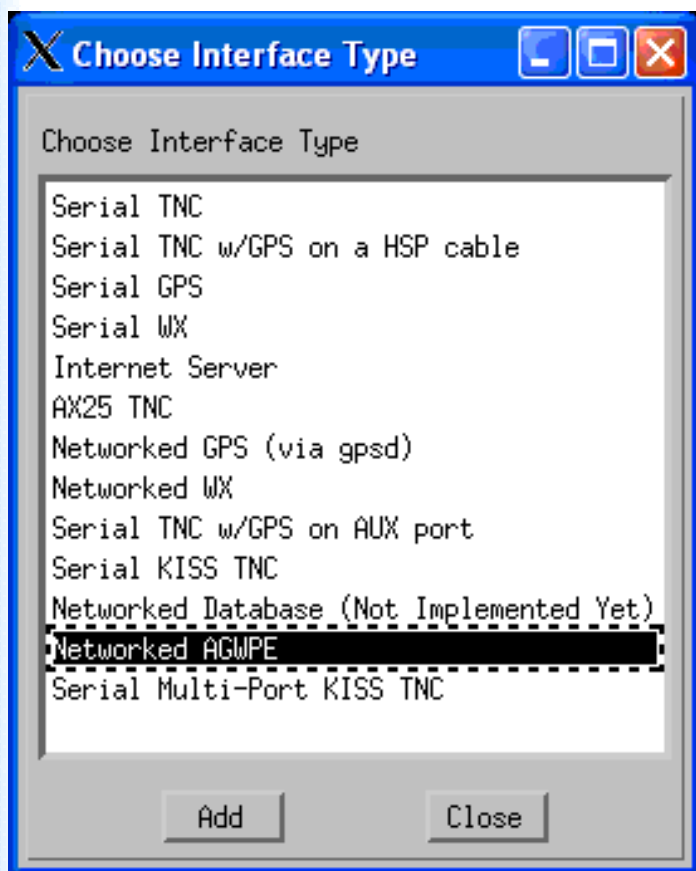 Choose Interface Type
Choose Interface Type
Serial TNC
Serial TNC w/GPS on a HSP cable
Serial GPS
Serial WX
Internet Server
AX25 TNC
Networked GPS (via gpsd)
Networked WX
Serial TNC w/GPS on AUX port
Serial KISS TNC
Networked Database (Not Implemented Yet)
Networked AGWPE
Serial Multi-Port KISS TNC
Add Close